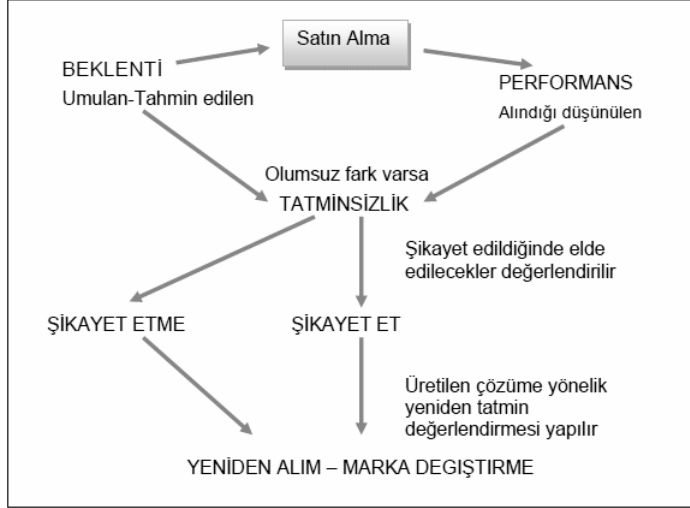 Satın Alma
BEKLENTİ
Umulan-Tahmin edilen
PERFORMANS
Alındığı düşünülen
Olumsuz fark varsa
TATMİNSİZLİK
Şikayet edildiğinde elde
edilecekler değerlendirilir
ŞİKAYET ETME
ŞİKAYET ET
Üretilen çözüme yönelik
yeniden tatmin
değerlendirmesi yapılır
YENİDEN ALIM – MARKA DEGIŞTIRME